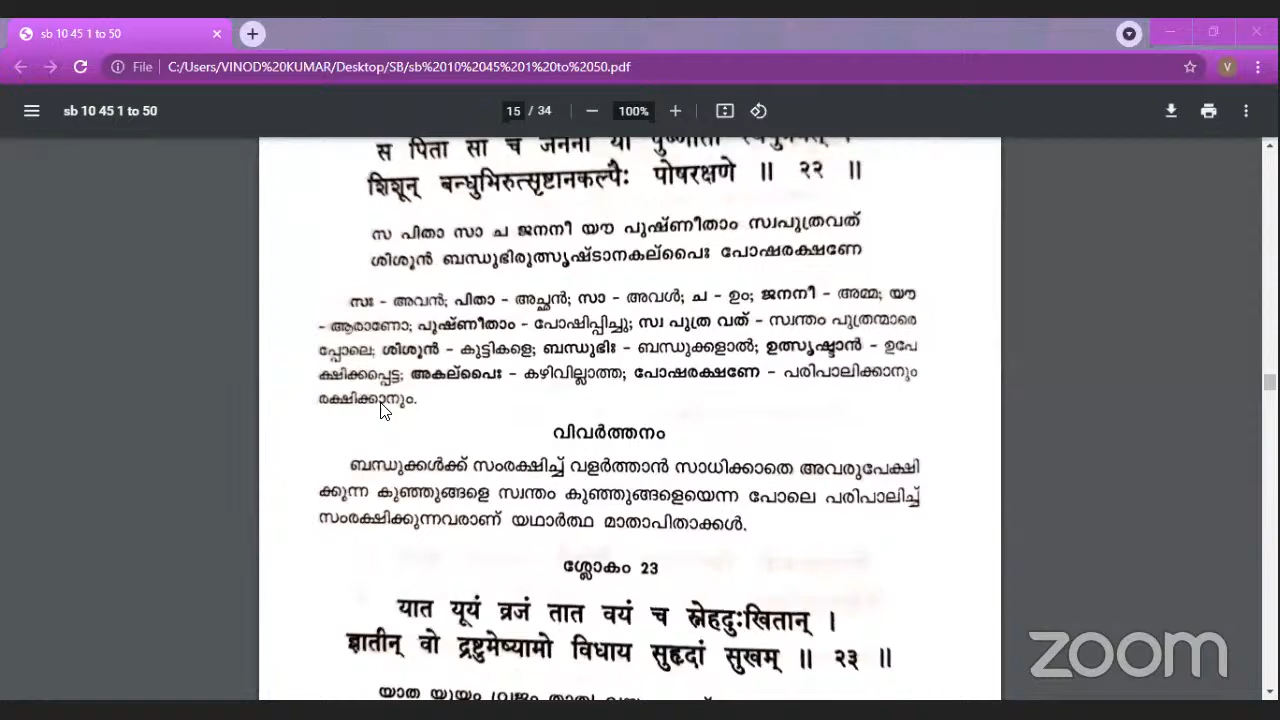 sb 10 45 1 to 50
File C:/Users/VINOD%20KUMAR/Desktop/SB/sb%2010%2045%201%20to%2050.pdf V
sb 10 45 1 to 50 15 / 34 100%
स पिता सा च जननी यौ पुष्णीतां स्वपुत्रवत् ।
शिशून् बन्धुभिरुत्सृष्टानकल्पैः पोषरक्षणे ॥ २२ ॥
സ പിതാ സാ ച ജനനീ യൗ പുഷ്ണീതാം സ്വപുത്രവത്
ശിശൂൻ ബന്ധുഭിരുത്സൃഷ്ടാനകല്പൈഃ പോഷരക്ഷണേ
സഃ - അവൻ; പിതാ - അച്ഛൻ; സാ - അവൾ; ച - ഉം; ജനനീ - അമ്മ; യൗ
- ആരാണോ; പുഷ്ണീതാം - പോഷിപ്പിച്ചു; സ്വ പുത്ര വത് - സ്വന്തം പുത്രന്മാരെ
പ്പോലെ; ശിശൂൻ - കുട്ടികളെ; ബന്ധുഭിഃ - ബന്ധുക്കളാൽ; ഉത്സൃഷ്ടാൻ - ഉപേ
ക്ഷിക്കപ്പെട്ട; അകല്പൈഃ - കഴിവില്ലാത്ത; പോഷരക്ഷണേ - പരിപാലിക്കാനും
രക്ഷിക്കാനും.
വിവർത്തനം
ബന്ധുക്കൾക്ക് സംരക്ഷിച്ച് വളർത്താൻ സാധിക്കാതെ അവരുപേക്ഷി
ക്കുന്ന കുഞ്ഞുങ്ങളെ സ്വന്തം കുഞ്ഞുങ്ങളെയെന്ന പോലെ പരിപാലിച്ച്
സംരക്ഷിക്കുന്നവരാണ് യഥാർത്ഥ മാതാപിതാക്കൾ.
ശ്ലോകം 23
यात यूयं व्रजं तात वयं च स्नेहदुःखितान् ।
ज्ञातीन् वो द्रष्टुमेष्यामो विधाय सुहृदां सुखम् ॥ २३ ॥
യാത യൂയം വ്രജം താത
zoom